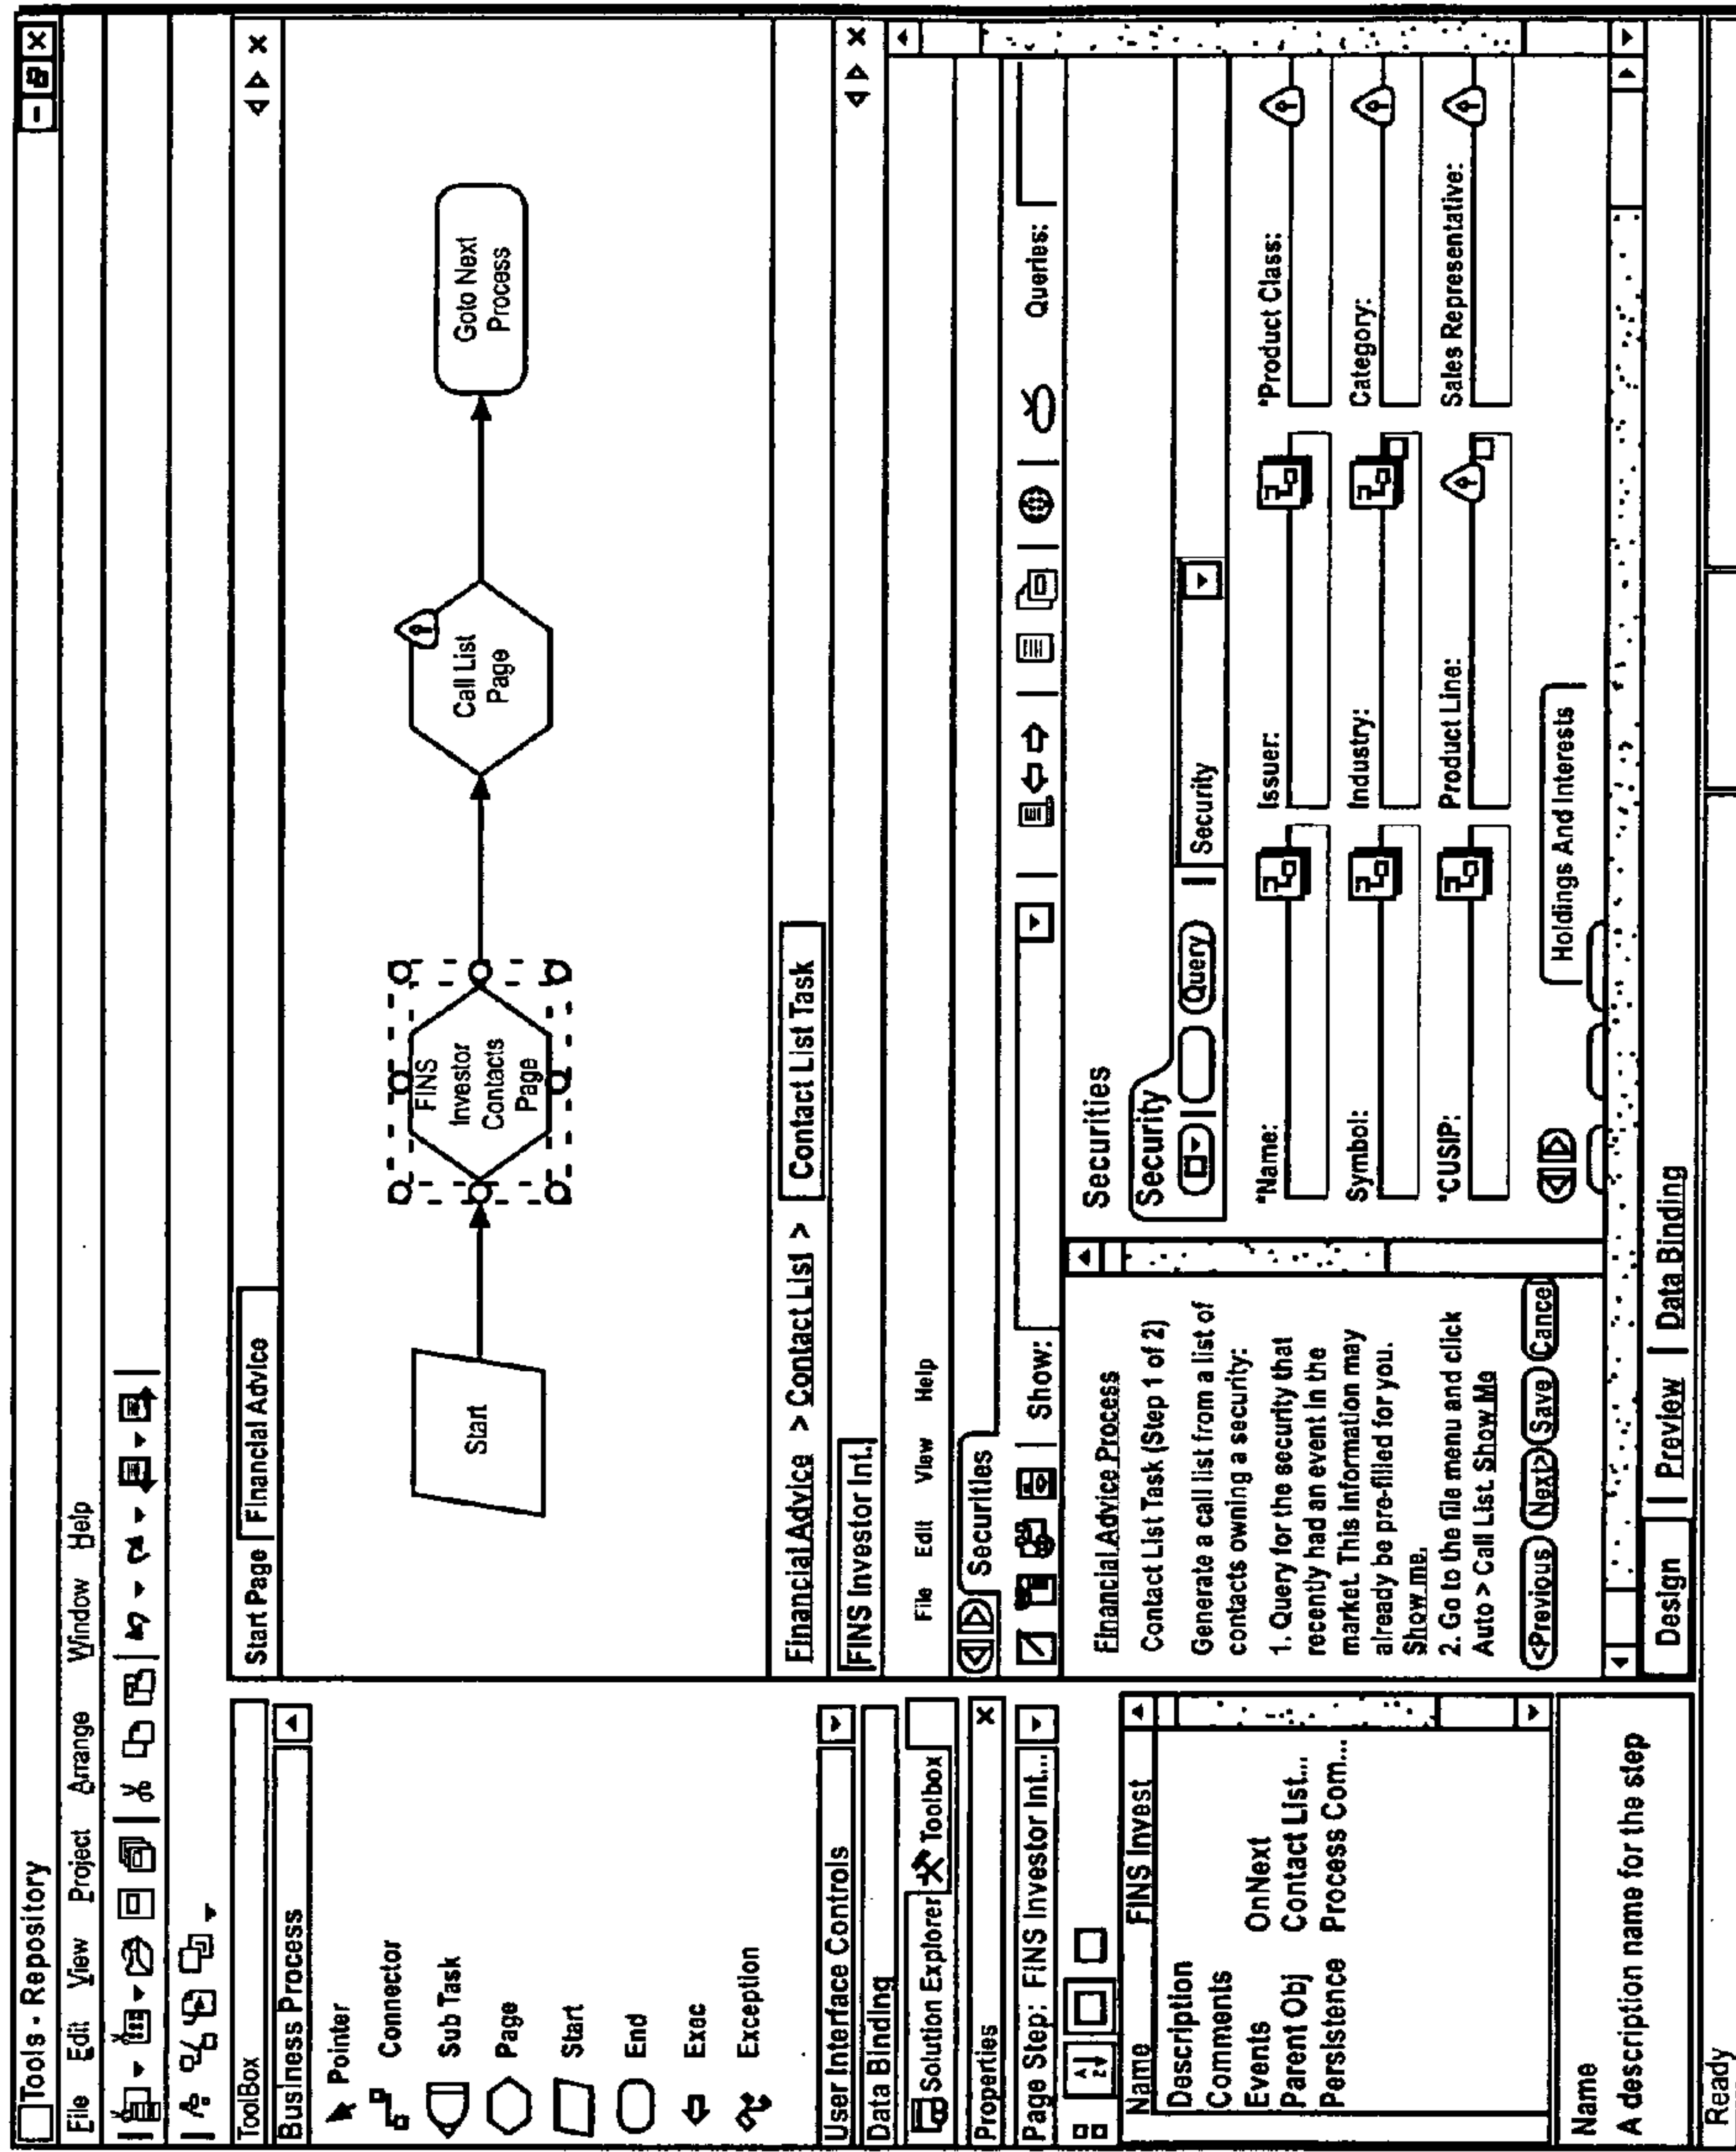 Tools - Repository
File Edit View Project Arrange Window Help
ToolBox
Business Process
Pointer
Connector
Sub Task
Page
Start
End
Exec
Exception
User Interface Controls
Data Binding
Solution Explorer
Toolbox
Properties
Page Step: FINS Investor Int...
Name FINS Invest
Description
Comments
Events OnNext
Parent Obj Contact List...
Persistence Process Com...
Name
A description name for the step
Ready
Start Page
Financial Advice
Start
FINS
Investor
Contacts
Page
Call List
Page
Goto Next
Process
Financial Advice > Contact List >
Contact List Task
FINS Investor Int.
File Edit View Help
Securities
Show:
Queries:
Financial Advice Process
Contact List Task (Step 1 of 2)
Generate a call list from a list of
contacts owning a security:
1. Query for the security that
recently had an event in the
market. This information may
already be pre-filled for you.
Show me.
2. Go to the file menu and click
Auto > Call List. Show Me
<Previous Next> Save Cancel
Securities
Security
Query
Security
*Name:
Issuer:
*Product Class:
Symbol:
Industry:
Category:
*CUSIP:
Product Line:
Sales Representative:
Holdings And Interests
Design
Preview
Data Binding